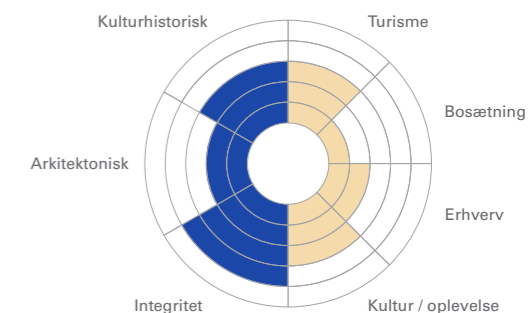 Kulturhistorisk
Turisme
Bosætning
Arkitektonisk
Erhverv
Integritet
Kultur / oplevelse